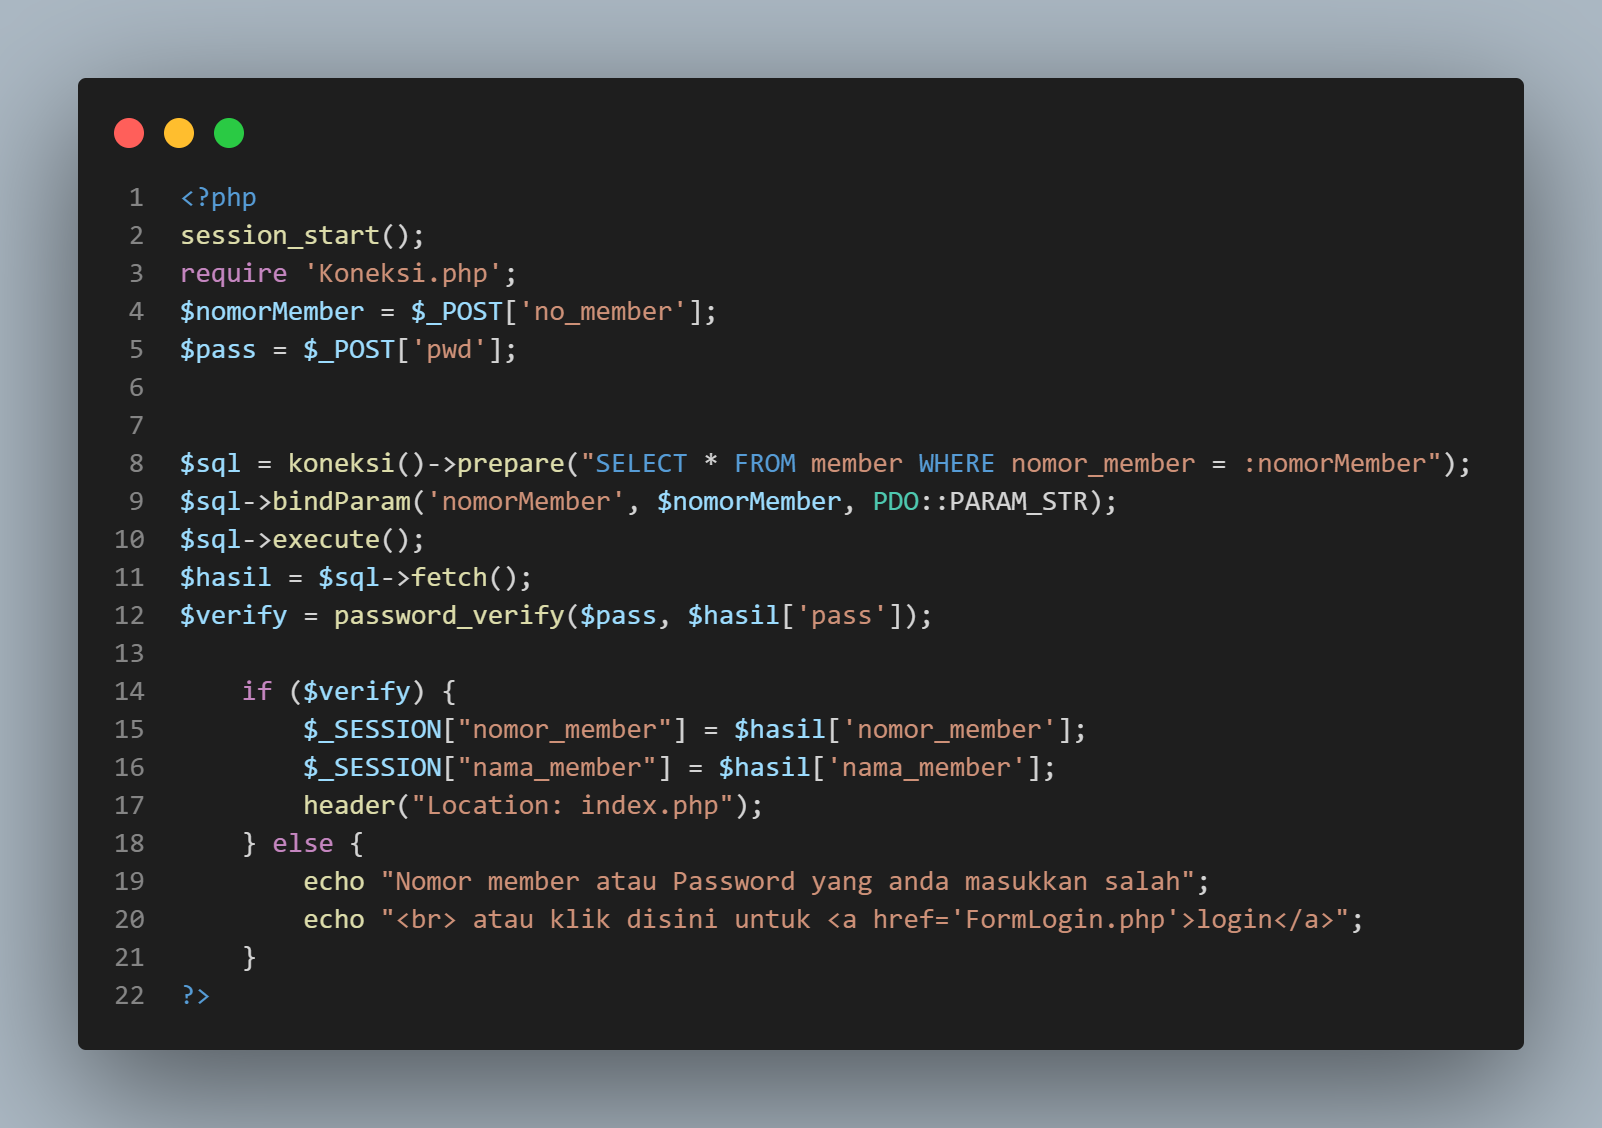 1 <?php
2 session_start();
3 require 'Koneksi.php';
4 $nomorMember = $_POST['no_member'];
5 $pass = $_POST['pwd'];
6
7
8 $sql = koneksi()->prepare("SELECT * FROM member WHERE nomor_member = :nomorMember");
9 $sql->bindParam('nomorMember', $nomorMember, PDO::PARAM_STR);
10 $sql->execute();
11 $hasil = $sql->fetch();
12 $verify = password_verify($pass, $hasil['pass']);
13
14     if ($verify) {
15         $_SESSION["nomor_member"] = $hasil['nomor_member'];
16         $_SESSION["nama_member"] = $hasil['nama_member'];
17         header("Location: index.php");
18     } else {
19         echo "Nomor member atau Password yang anda masukkan salah";
20         echo "<br> atau klik disini untuk <a href='FormLogin.php'>login</a>";
21     }
22 ?>